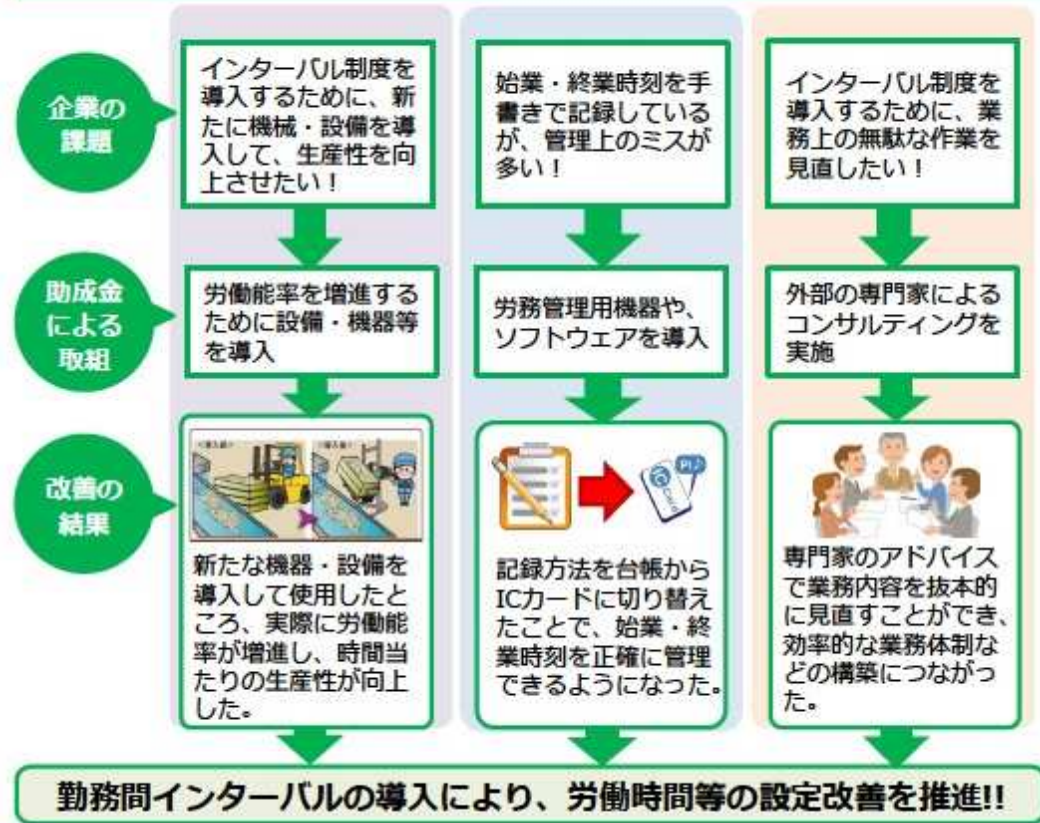 企業の
課題
インターバル制度を
導入するために、新
たに機械・設備を導
入して、生産性を向
上させたい！
始業・終業時刻を手
書きで記録している
が、管理上のミスが
多い！
インターバル制度を
導入するために、業
務上の無駄な作業を
見直したい！
助成金
による
取組
労働能率を増進する
ために設備・機器等
を導入
労務管理用機器や、
ソフトウェアを導入
外部の専門家による
コンサルティングを
実施
改善の
結果
新たな機器・設備を
導入して使用したと
ころ、実際に労働能
率が増進し、時間当
たりの生産性が向上
した。
PI♪
記録方法を台帳から
ICカードに切り替え
たことで、始業・終
業時刻を正確に管理
できるようになった。
専門家のアドバイス
で業務内容を抜本的
に見直すことができ、
効率的な業務体制な
どの構築につながっ
た。
勤務間インターバルの導入により、労働時間等の設定改善を推進!!